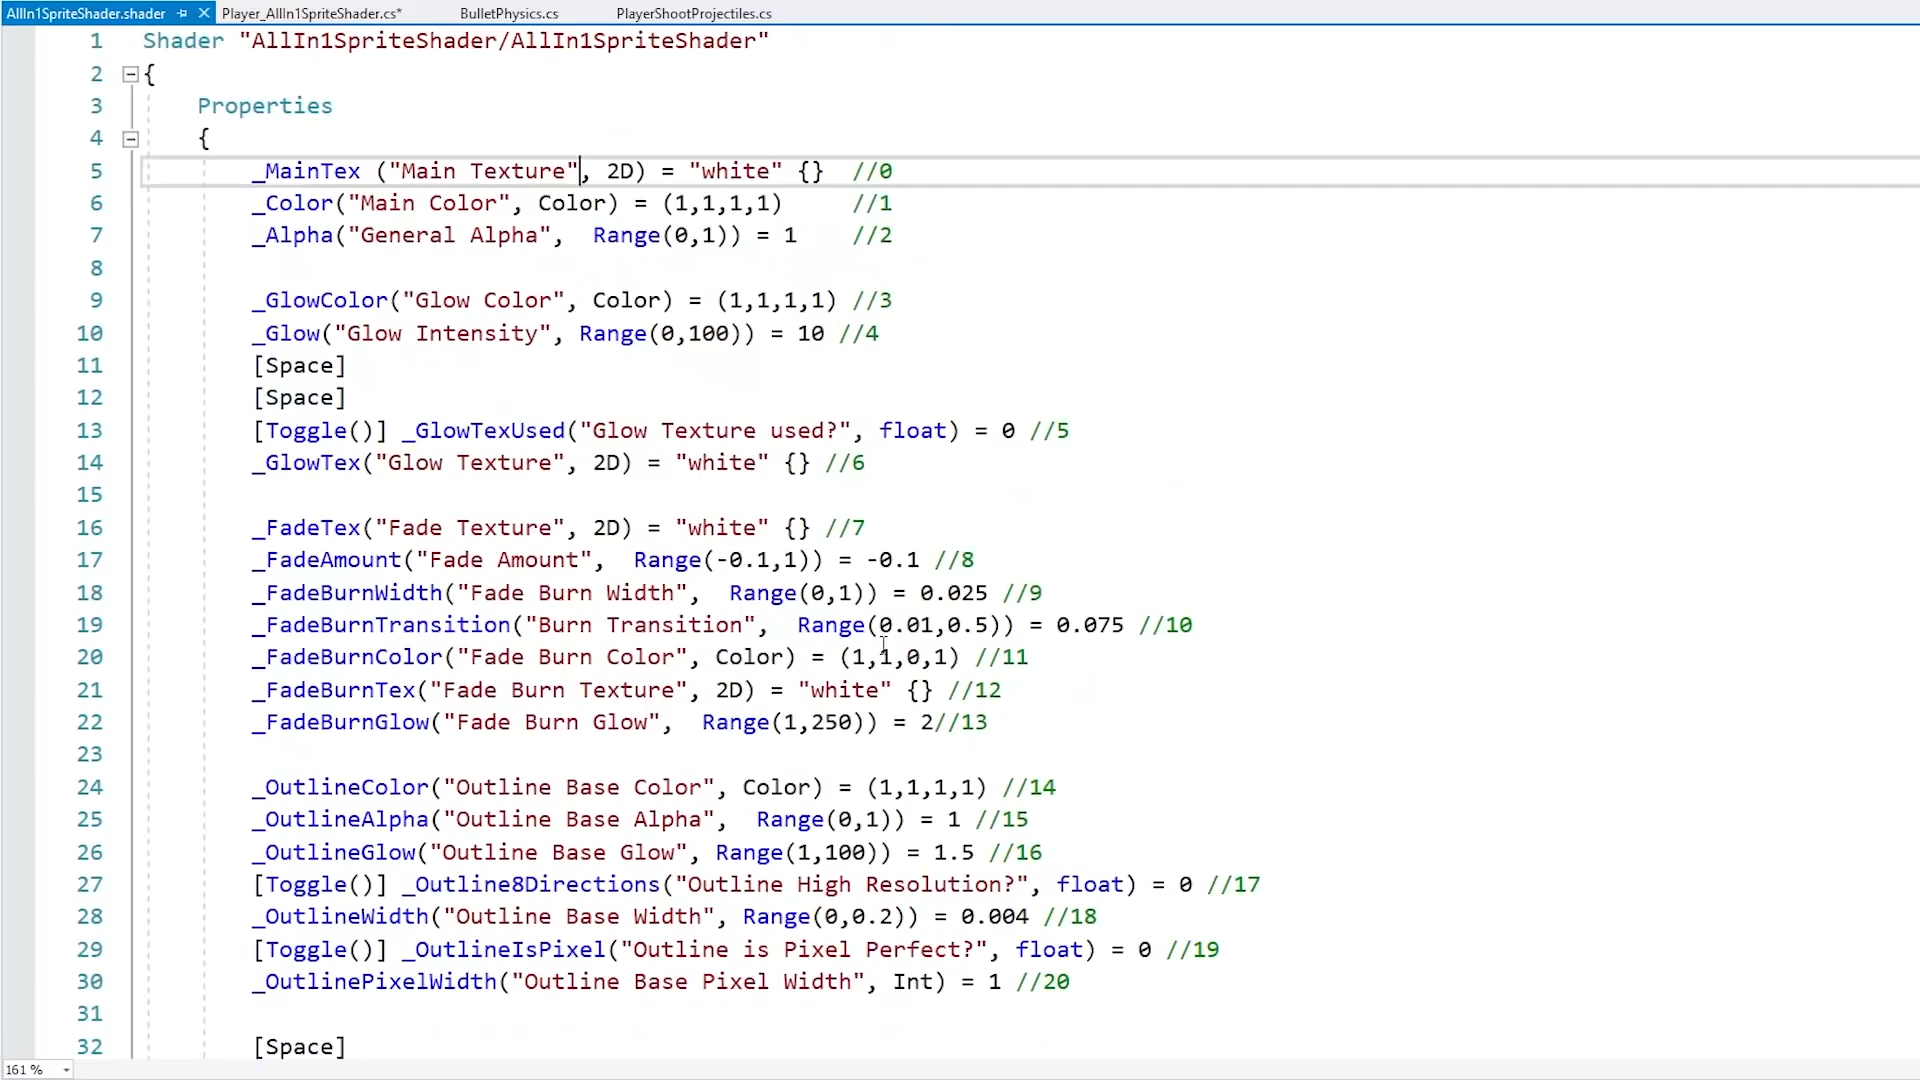 AllIn1SpriteShader.shader Player_AllIn1SpriteShader.cs* BulletPhysics.cs PlayerShootProjectiles.cs
1 Shader "AllIn1SpriteShader/AllIn1SpriteShader"
2 {
3 Properties
4 {
5 _MainTex ("Main Texture", 2D) = "white" {} //0
6 _Color("Main Color", Color) = (1,1,1,1) //1
7 _Alpha("General Alpha", Range(0,1)) = 1 //2
8
9 _GlowColor("Glow Color", Color) = (1,1,1,1) //3
10 _Glow("Glow Intensity", Range(0,100)) = 10 //4
11 [Space]
12 [Space]
13 [Toggle()] _GlowTexUsed("Glow Texture used?", float) = 0 //5
14 _GlowTex("Glow Texture", 2D) = "white" {} //6
15
16 _FadeTex("Fade Texture", 2D) = "white" {} //7
17 _FadeAmount("Fade Amount", Range(-0.1,1)) = -0.1 //8
18 _FadeBurnWidth("Fade Burn Width", Range(0,1)) = 0.025 //9
19 _FadeBurnTransition("Burn Transition", Range(0.01,0.5)) = 0.075 //10
20 _FadeBurnColor("Fade Burn Color", Color) = (1,1,0,1) //11
21 _FadeBurnTex("Fade Burn Texture", 2D) = "white" {} //12
22 _FadeBurnGlow("Fade Burn Glow", Range(1,250)) = 2//13
23
24 _OutlineColor("Outline Base Color", Color) = (1,1,1,1) //14
25 _OutlineAlpha("Outline Base Alpha", Range(0,1)) = 1 //15
26 _OutlineGlow("Outline Base Glow", Range(1,100)) = 1.5 //16
27 [Toggle()] _Outline8Directions("Outline High Resolution?", float) = 0 //17
28 _OutlineWidth("Outline Base Width", Range(0,0.2)) = 0.004 //18
29 [Toggle()] _OutlineIsPixel("Outline is Pixel Perfect?", float) = 0 //19
30 _OutlinePixelWidth("Outline Base Pixel Width", Int) = 1 //20
31
32 [Space]
161 %